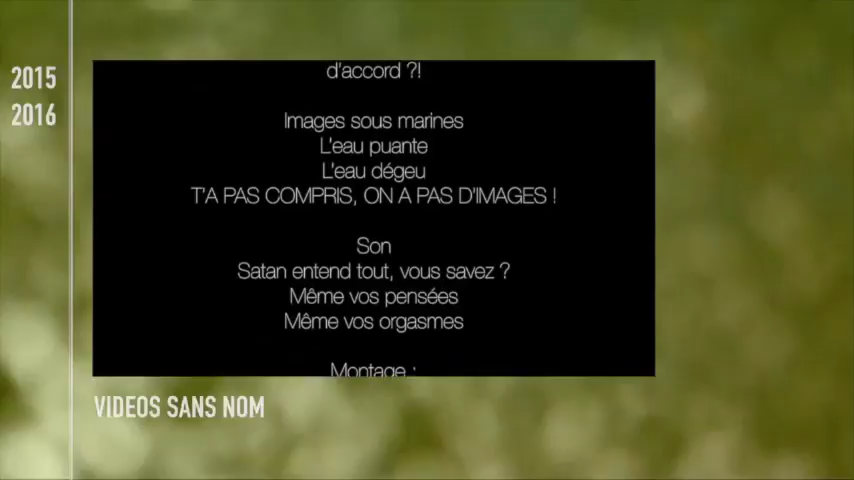 2015
2016
d'accord ?!
Images sous marines
L'eau puante
L'eau dégeu
T'A PAS COMPRIS, ON A PAS D'IMAGES !
Son
Satan entend tout, vous savez ?
Même vos pensées
Même vos orgasmes
Montage :
VIDEOS SANS NOM